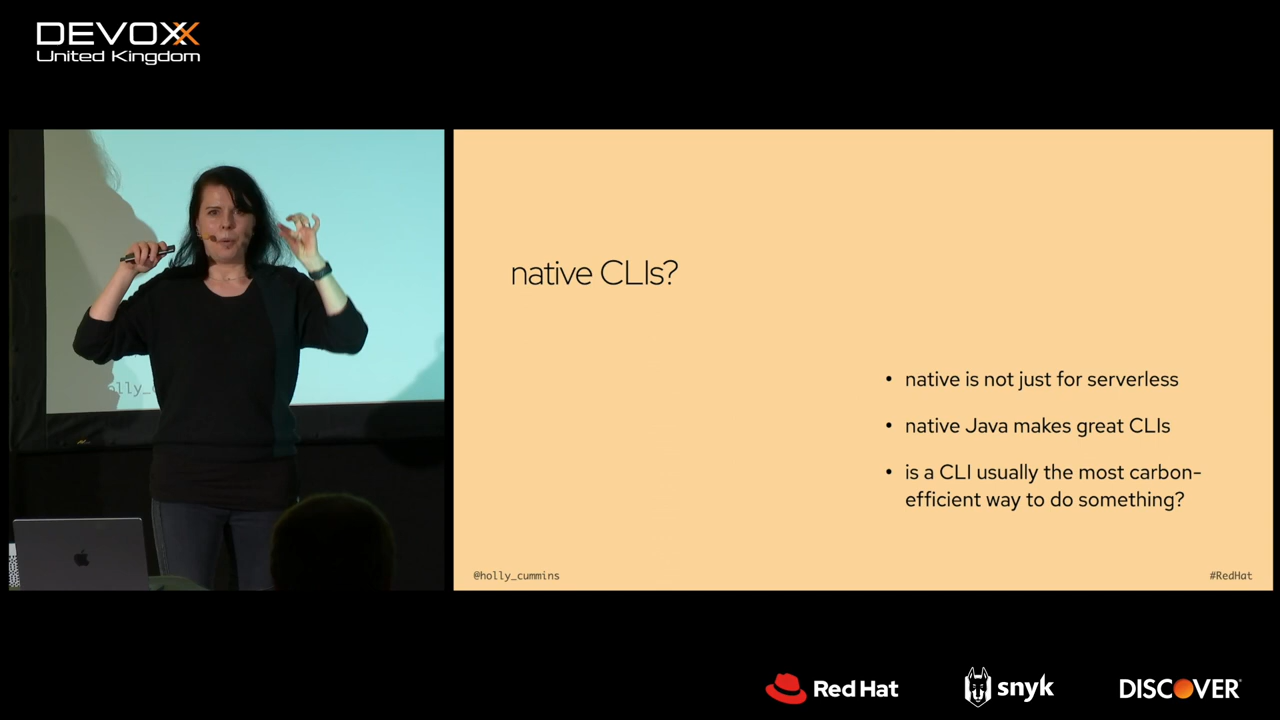 DEVOXX
United Kingdom
native CLIs?
• native is not just for serverless
• native Java makes great CLIs
• is a CLI usually the most carbon-
efficient way to do something?
@holly_cummins
#RedHat
Red Hat
snyk
DISCOVER